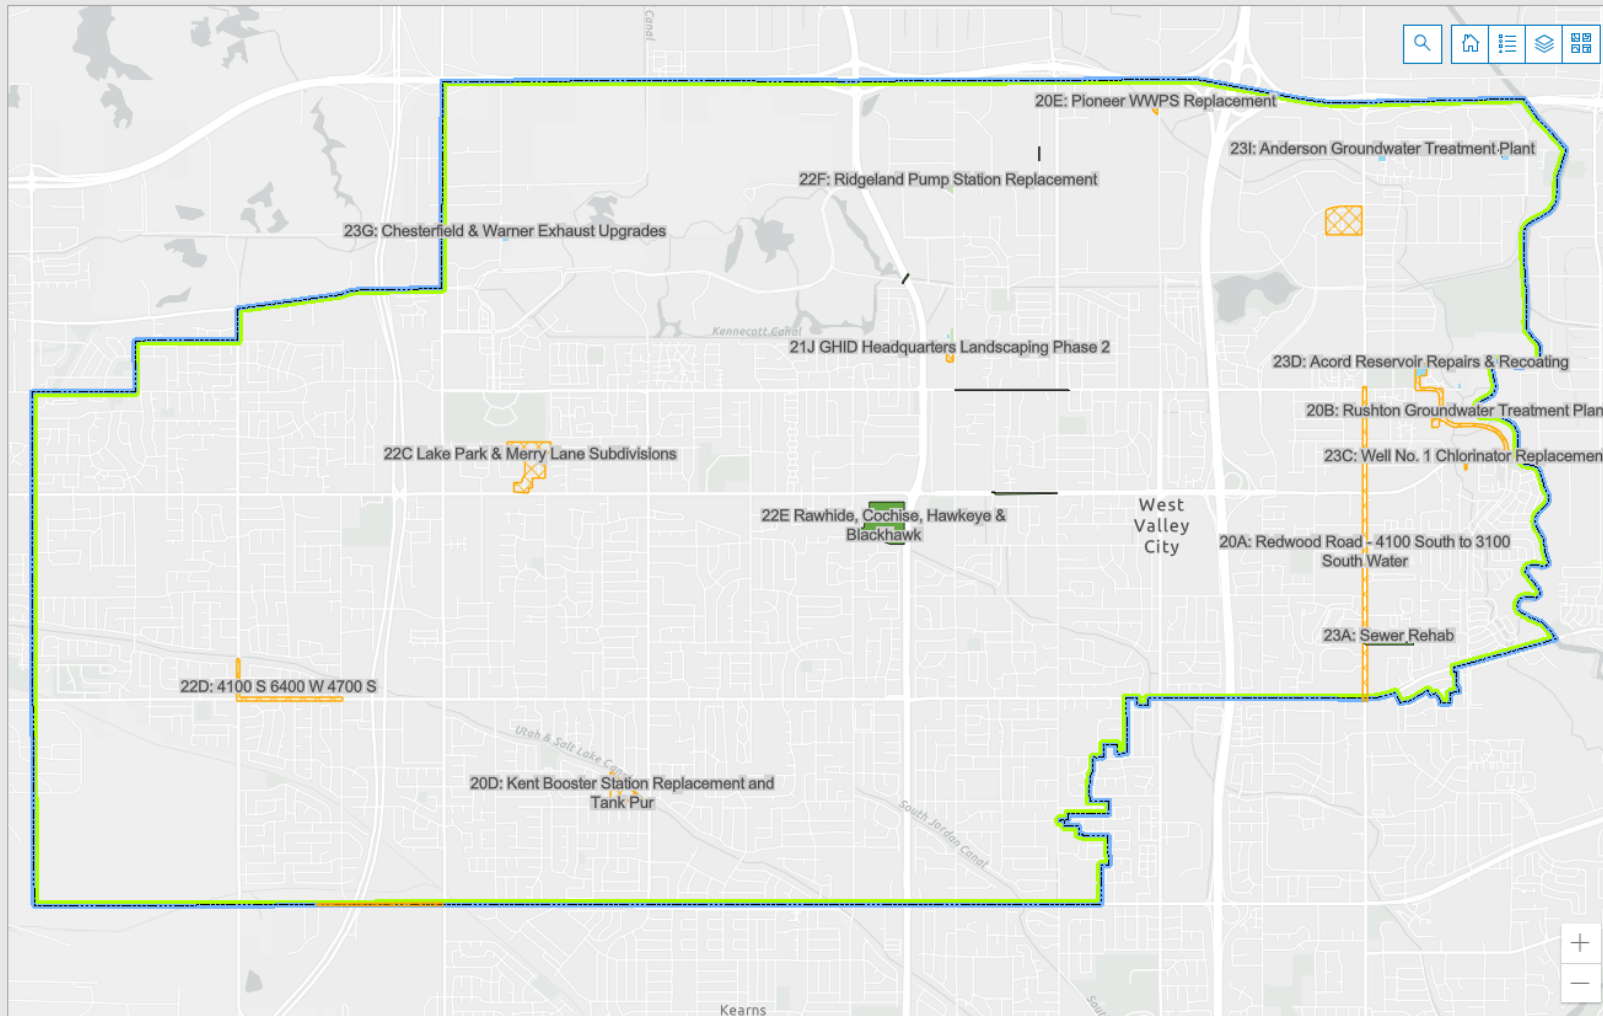 Canal
20E: Pioneer WWPS Replacement
23I: Anderson Groundwater Treatment Plant
22F: Ridgeland Pump Station Replacement
23G: Chesterfield & Warner Exhaust Upgrades
Kennecott Canal
21J GHID Headquarters Landscaping Phase 2
23D: Acord Reservoir Repairs & Recoating
20B: Rushton Groundwater Treatment Plan
22C Lake Park & Merry Lane Subdivisions
23C: Well No. 1 Chlorinator Replacemen
West
Valley
City
22E Rawhide, Cochise, Hawkeye &
Blackhawk
20A: Redwood Road - 4100 South to 3100
South Water
23A: Sewer Rehab
22D: 4100 S 6400 W 4700 S
Utah & Salt Lake Canal
20D: Kent Booster Station Replacement and
Tank Pur
South Jordan Canal
Sou
Kearns